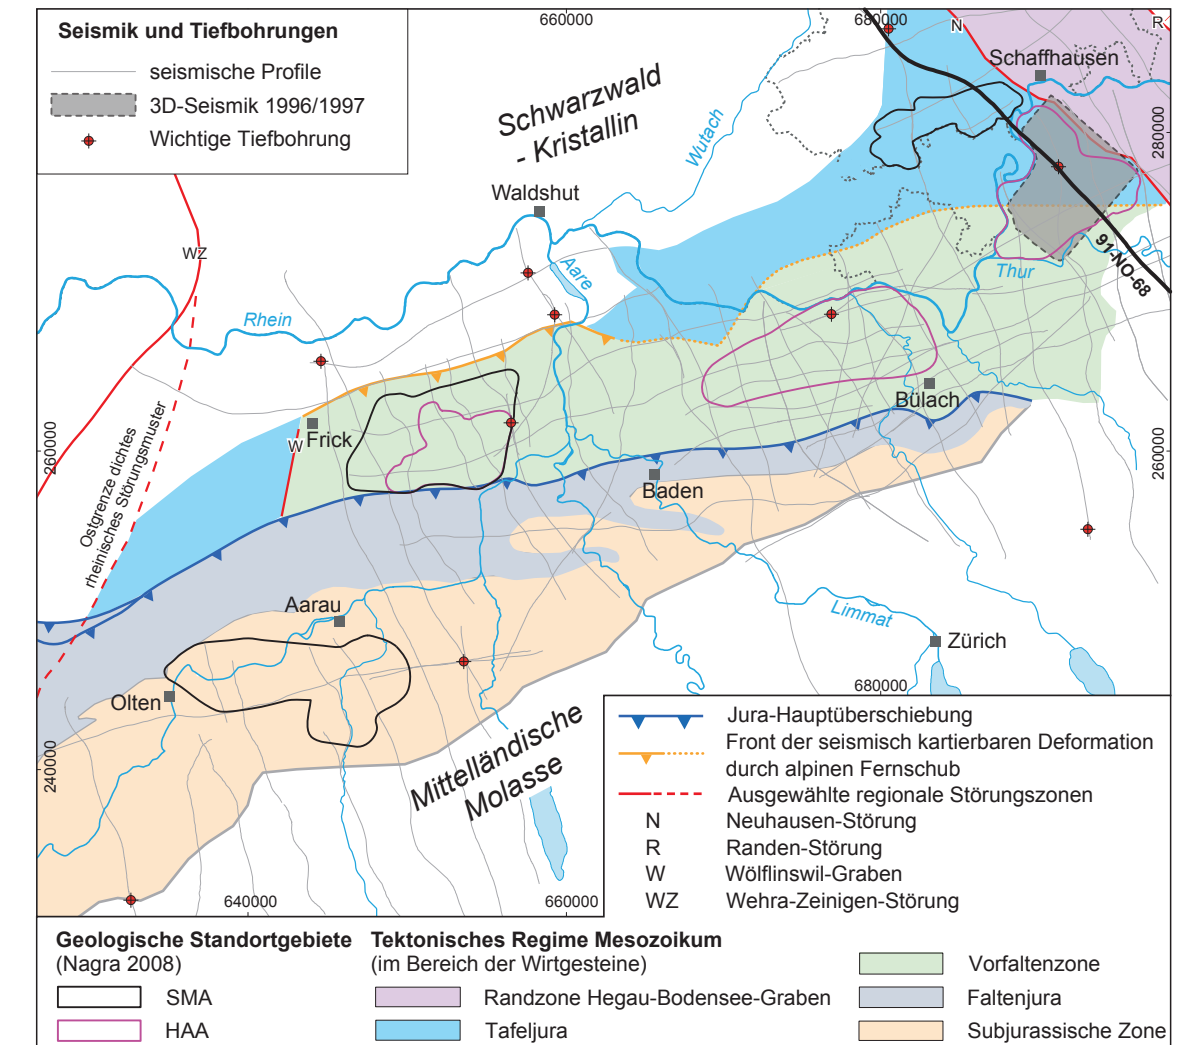 Seismik und Tiefbohrungen
seismische Profile
3D-Seismik 1996/1997
Wichtige Tiefbohrung
660000
680000
N
R
Schaffhausen
Schwarzwald
- Kristallin
Wutach
280000
Waldshut
WZ
Aare
Thur
91-NO-68
Rhein
Bülach
Frick
W
260000
260000
Ostgrenze dichtes
rheinisches Störungsmuster
Baden
Aarau
Limmat
Zürich
Olten
680000
240000
Mittelländische
Molasse
Jura-Hauptüberschiebung
Front der seismisch kartierbaren Deformation
durch alpinen Fernschub
Ausgewählte regionale Störungszonen
N Neuhausen-Störung
R Randen-Störung
W Wölflinswil-Graben
WZ Wehra-Zeinigen-Störung
640000
660000
Geologische Standortgebiete
(Nagra 2008)
SMA
HAA
Tektonisches Regime Mesozoikum
(im Bereich der Wirtgesteine)
Randzone Hegau-Bodensee-Graben
Tafeljura
Vorfaltenzone
Faltenjura
Subjurassische Zone